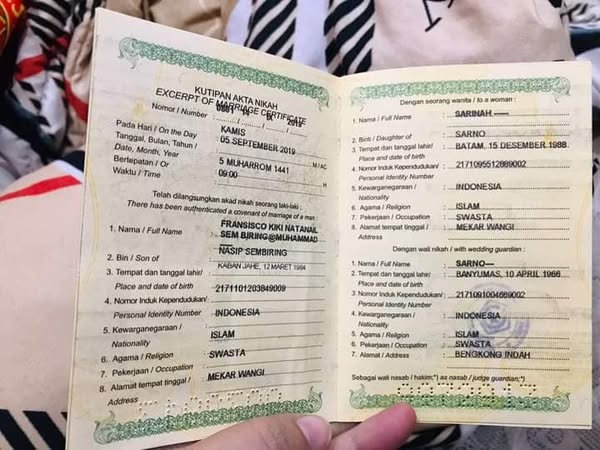 KUTIPAN AKTA NIKAH
EXCERPT OF MARRIAGE CERTIFICATE
Nomor / Number : 2019
Pada Hari / On the Day : KAMIS
Tanggal, Bulan, Tahun / : 05 SEPTEMBER 2019
Date, Month, Year M/AC
Bertepatan / Or : 5 MUHARROM 1441 H
Waktu / Time : 09:00
Telah dilangsungkan akad nikah seorang laki-laki :
There has been authenticated a covenant of marriage of a man :
1. Nama / Full Name : FRANSISCO KIKI NATANAIL
SEM BIRING@MUHAMMAD
2. Bin / Son of : NASIP SEMBIRING
3. Tempat dan tanggal lahir/ : KABAN JAHE, 12 MARET 1984
Place and date of birth
4. Nomor Induk Kependudukan/ : 2171101203849009
Personal Identity Number
5. Kewarganegaraan / : INDONESIA
Nationality
6. Agama / Religion : ISLAM
7. Pekerjaan / Occupation : SWASTA
8. Alamat tempat tinggal / : MEKAR WANGI
Address
Dengan seorang wanita / to a woman :
1. Nama / Full Name : SARINAH ------
2. Bin / Daughter of : SARNO
3. Tempat dan tanggal lahir/ : BATAM, 15 DESEMBER 1988
Place and date of birth
4. Nomor Induk Kependudukan/ : 2171095512889002
Personal Identity Number
5. Kewarganegaraan / : INDONESIA
Nationality
6. Agama / Religion : ISLAM
7. Pekerjaan / Occupation : SWASTA
8. Alamat tempat tinggal / : MEKAR WANGI
Address
Dengan wali nikah / with wedding guardian :
1. Nama / Full Name : SARNO---
2. Tempat dan tanggal lahir/ : BANYUMAS, 10 APRIL 1966
Place and date of birth
3. Nomor Induk Kependudukan/ : 2171091004669002
Personal Identity Number
4. Kewarganegaraan / : INDONESIA
Nationality
5. Agama / Religion : ISLAM
6. Pekerjaan / Occupation : SWASTA
7. Alamat / Address : BENGKONG INDAH
Sebagai wali nasab / hakim;*) as nasab / judge guardian;*)